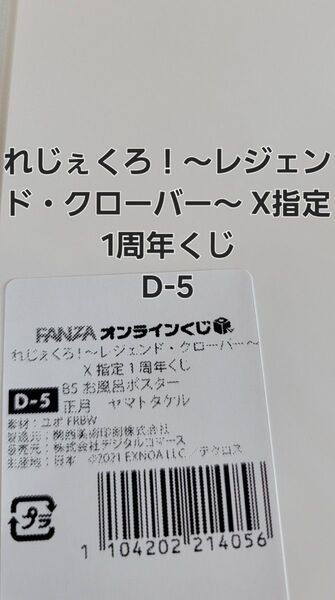 れじぇくろ！～レジェン
ド・クローバー～ X指定
1周年くじ
D-5
FANZA オンラインくじ
れじぇくろ！～レジェンド・クローバー～
X 指定 1 周年くじ
D-5
B5 お風呂ポスター
正月　ヤマトタケル
素材：ユポ FRBW
製造元：関西美術印刷株式会社
販売元：株式会社デジタルコマース
生産地：日本　©2021 EXNOA LLC / テクロス
プラ
1 104202 214056